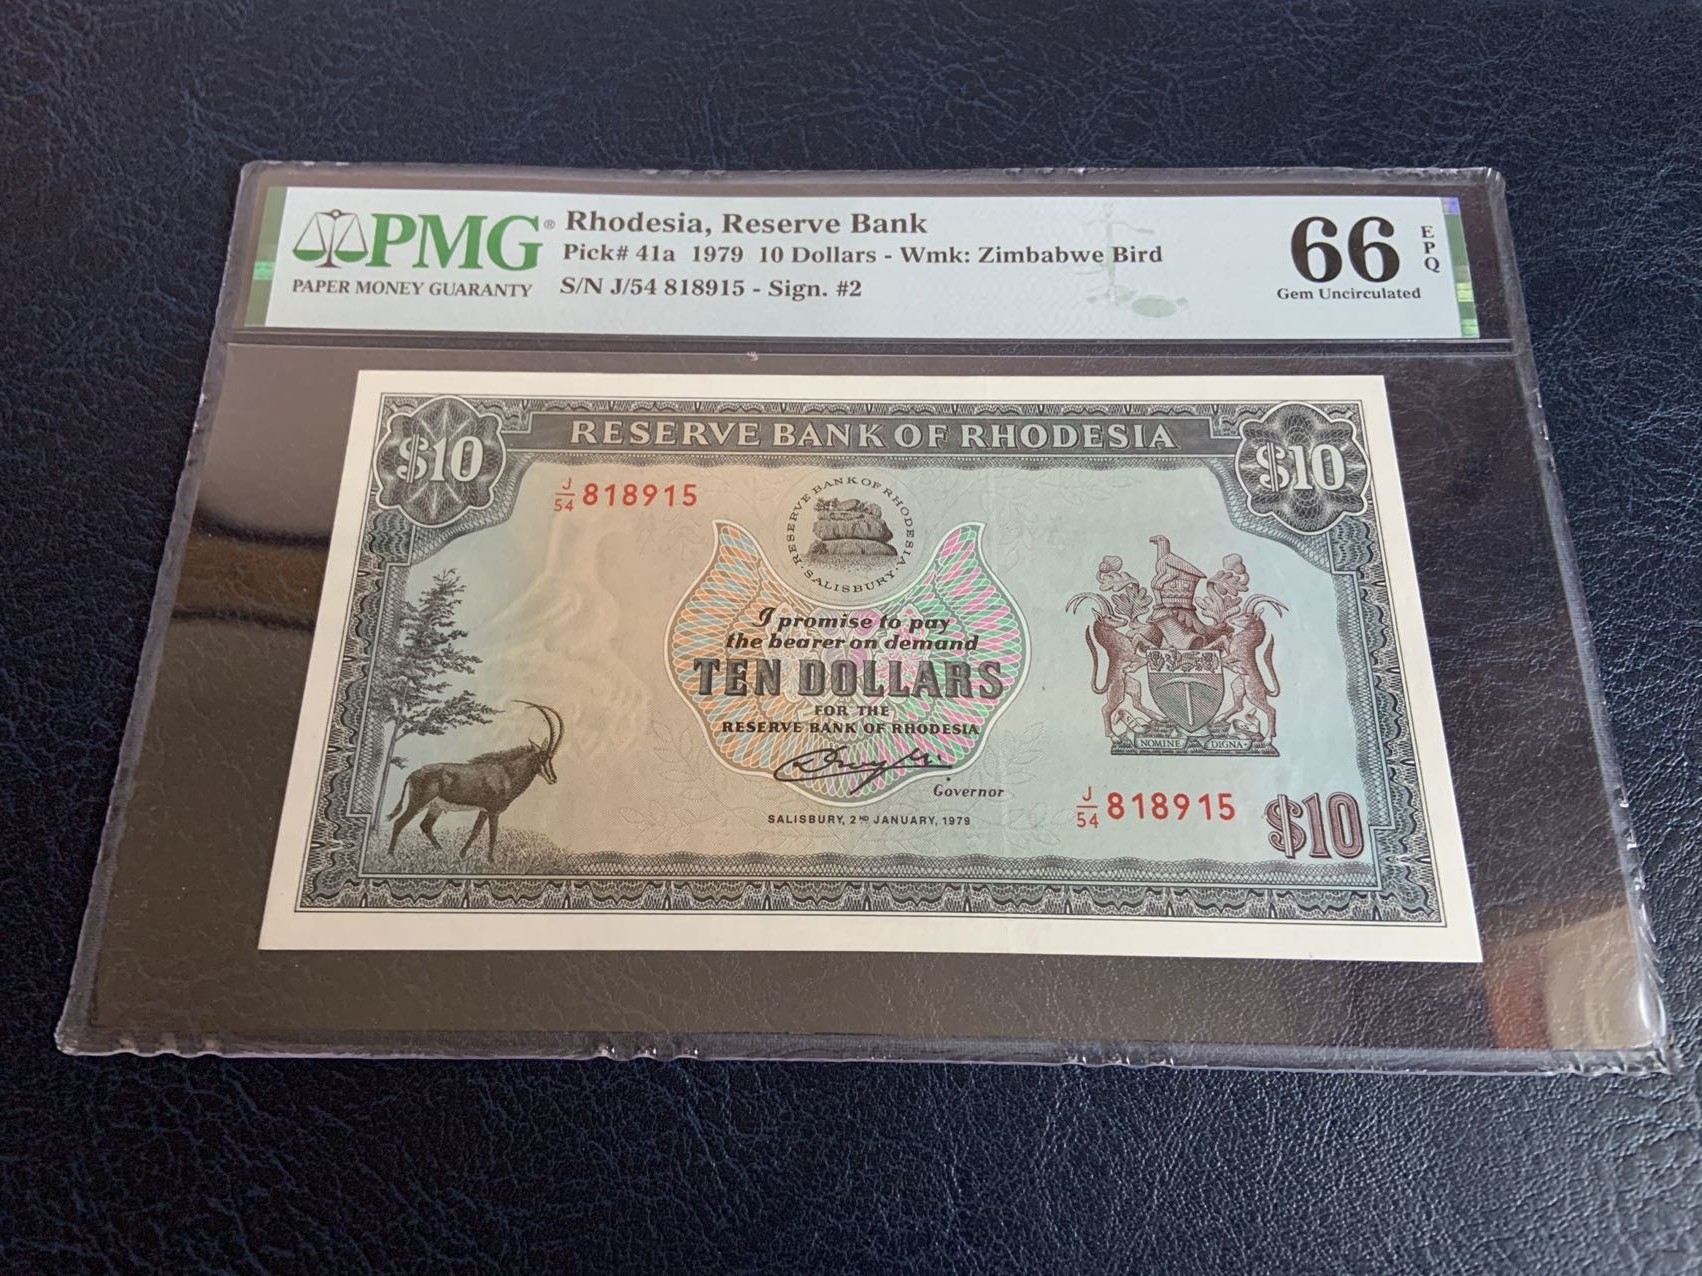 PMG®
PAPER MONEY GUARANTY
Rhodesia, Reserve Bank
Pick# 41a 1979 10 Dollars - Wmk: Zimbabwe Bird
S/N J/54 818915 - Sign. #2
66
EPQ
Gem Uncirculated
$10
RESERVE BANK OF RHODESIA
$10
J/54 818915
RESERVE BANK OF RHODESIA
· SALISBURY ·
I promise to pay
the bearer on demand
TEN DOLLARS
FOR THE
RESERVE BANK OF RHODESIA
Governor
SALISBURY, 2ND JANUARY, 1979
NOMINE DIGNA
J/54 818915
$10